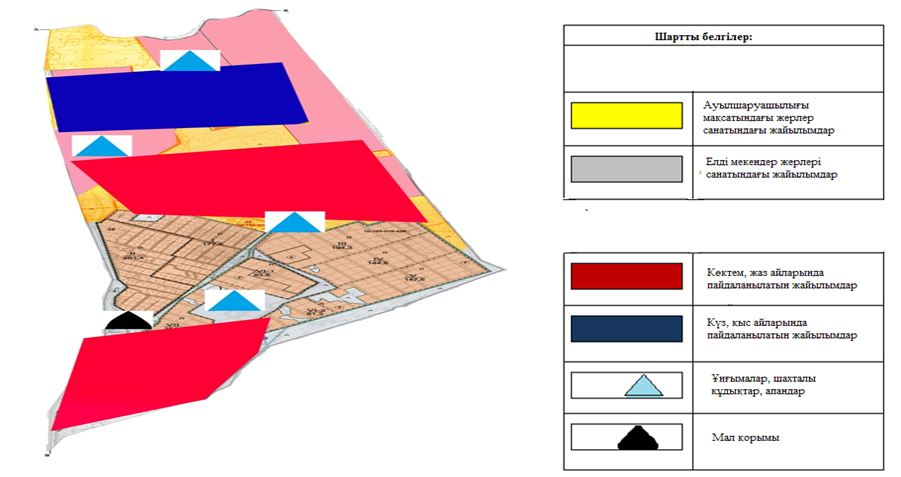 Шартты белгілер:
Ауылшаруашылығы
мақсатындағы жерлер
санатындағы жайылымдар
Елді мекендер жерлері
санатындағы жайылымдар
Көктем, жаз айларында
пайдаланылатын жайылымдар
Күз, қыс айларында
пайдаланылатын жайылымдар
Ұңғымалар, шахталы
құдықтар, апандар
Мал қорымы